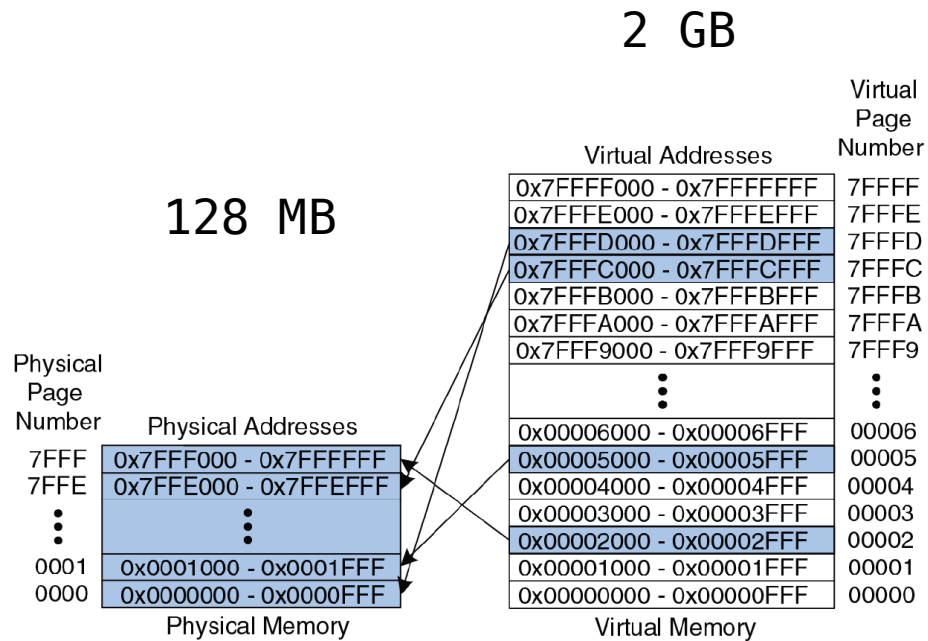 2 GB
128 MB
Virtual
Page
Number
Virtual Addresses
0x7FFFF000 - 0x7FFFFFFF 7FFFF
0x7FFFE000 - 0x7FFFEFFF 7FFFE
0x7FFFD000 - 0x7FFFDFFF 7FFFD
0x7FFFC000 - 0x7FFFCFFF 7FFFC
0x7FFFB000 - 0x7FFFBFFF 7FFFB
0x7FFFA000 - 0x7FFFAFFF 7FFFA
0x7FFF9000 - 0x7FFF9FFF 7FFF9
0x00006000 - 0x00006FFF 00006
0x00005000 - 0x00005FFF 00005
0x00004000 - 0x00004FFF 00004
0x00003000 - 0x00003FFF 00003
0x00002000 - 0x00002FFF 00002
0x00001000 - 0x00001FFF 00001
0x00000000 - 0x00000FFF 00000
Virtual Memory
Physical
Page
Number
Physical Addresses
7FFF 0x7FFF000 - 0x7FFFFFF
7FFE 0x7FFE000 - 0x7FFEFFF
0001 0x0001000 - 0x0001FFF
0000 0x0000000 - 0x0000FFF
Physical Memory